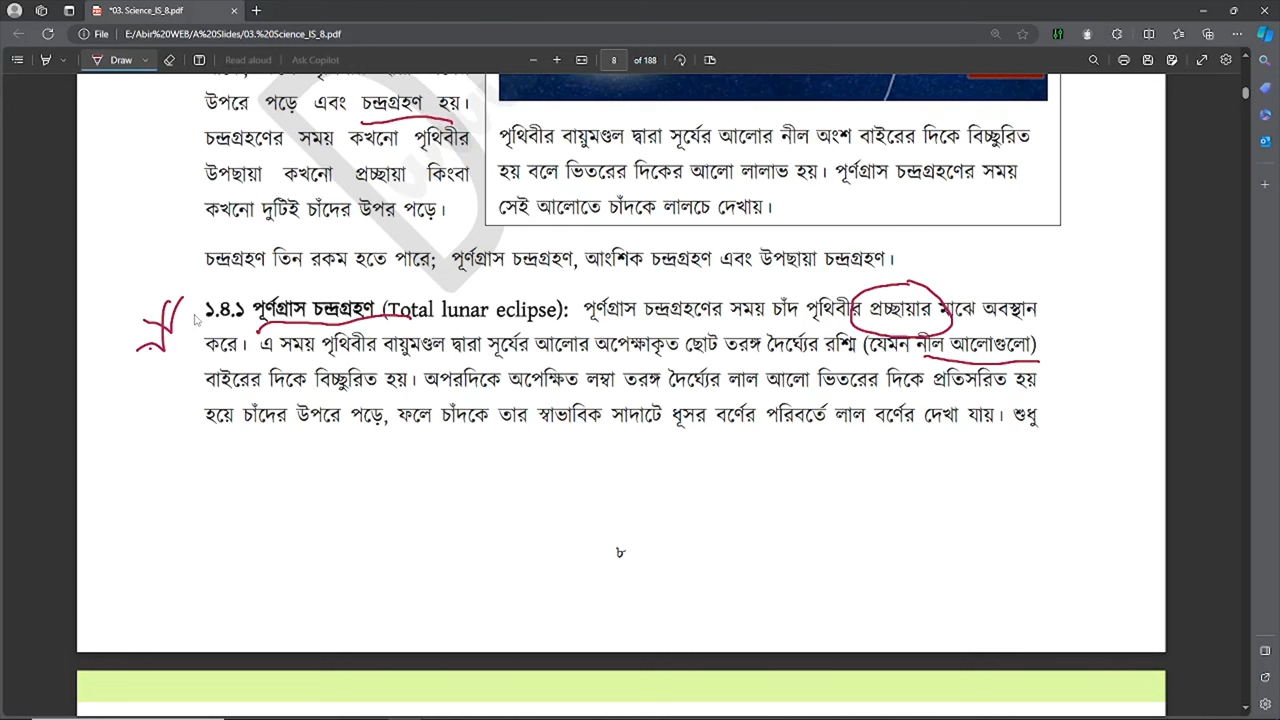 *03. Science_IS_8.pdf
File E:/Abir%20WEB/A%20Slides/03.%20Science_IS_8.pdf
Draw Read aloud Ask Copilot 8 of 188
উপরে পড়ে এবং চন্দ্রগ্রহণ হয়।
চন্দ্রগ্রহণের সময় কখনো পৃথিবীর
উপছায়া কখনো প্রচ্ছায়া কিংবা
কখনো দুটিই চাঁদের উপর পড়ে।
পৃথিবীর বায়ুমণ্ডল দ্বারা সূর্যের আলোর নীল অংশ বাইরের দিকে বিচ্ছুরিত
হয় বলে ভিতরের দিকের আলো লালাভ হয়। পূর্ণগ্রাস চন্দ্রগ্রহণের সময়
সেই আলোতে চাঁদকে লালচে দেখায়।
চন্দ্রগ্রহণ তিন রকম হতে পারে; পূর্ণগ্রাস চন্দ্রগ্রহণ, আংশিক চন্দ্রগ্রহণ এবং উপছায়া চন্দ্রগ্রহণ।
১.৪.১ পূর্ণগ্রাস চন্দ্রগ্রহণ (Total lunar eclipse): পূর্ণগ্রাস চন্দ্রগ্রহণের সময় চাঁদ পৃথিবীর প্রচ্ছায়ার মাঝে অবস্থান
করে। এ সময় পৃথিবীর বায়ুমণ্ডল দ্বারা সূর্যের আলোর অপেক্ষাকৃত ছোট তরঙ্গ দৈর্ঘ্যের রশ্মি (যেমন নীল আলোগুলো)
বাইরের দিকে বিচ্ছুরিত হয়। অপরদিকে অপেক্ষিত লম্বা তরঙ্গ দৈর্ঘ্যের লাল আলো ভিতরের দিকে প্রতিসরিত হয়
হয়ে চাঁদের উপরে পড়ে, ফলে চাঁদকে তার স্বাভাবিক সাদাটে ধূসর বর্ণের পরিবর্তে লাল বর্ণের দেখা যায়। শুধু
৮